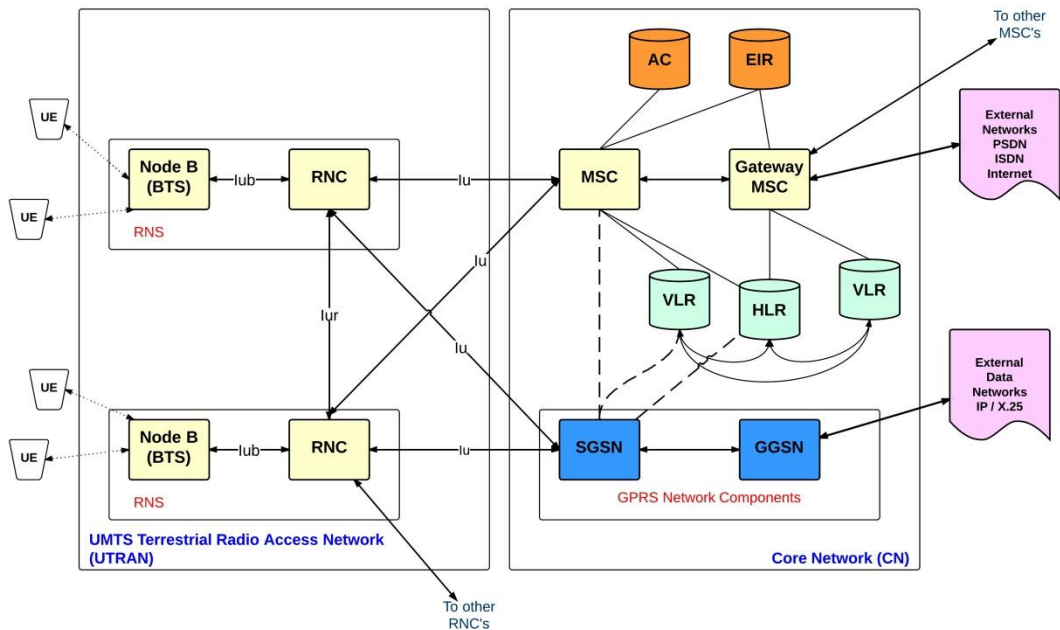 To other
MSC's
AC
EIR
External
Networks
PSDN
ISDN
Internet
UE
Node B
(BTS)
Iub
RNC
Iu
MSC
Gateway
MSC
UE
RNS
Iu
VLR
HLR
VLR
Iur
Iu
External
Data
Networks
IP / X.25
UE
Node B
(BTS)
Iub
RNC
Iu
SGSN
GGSN
UE
RNS
GPRS Network Components
UMTS Terrestrial Radio Access Network
(UTRAN)
Core Network (CN)
To other
RNC's